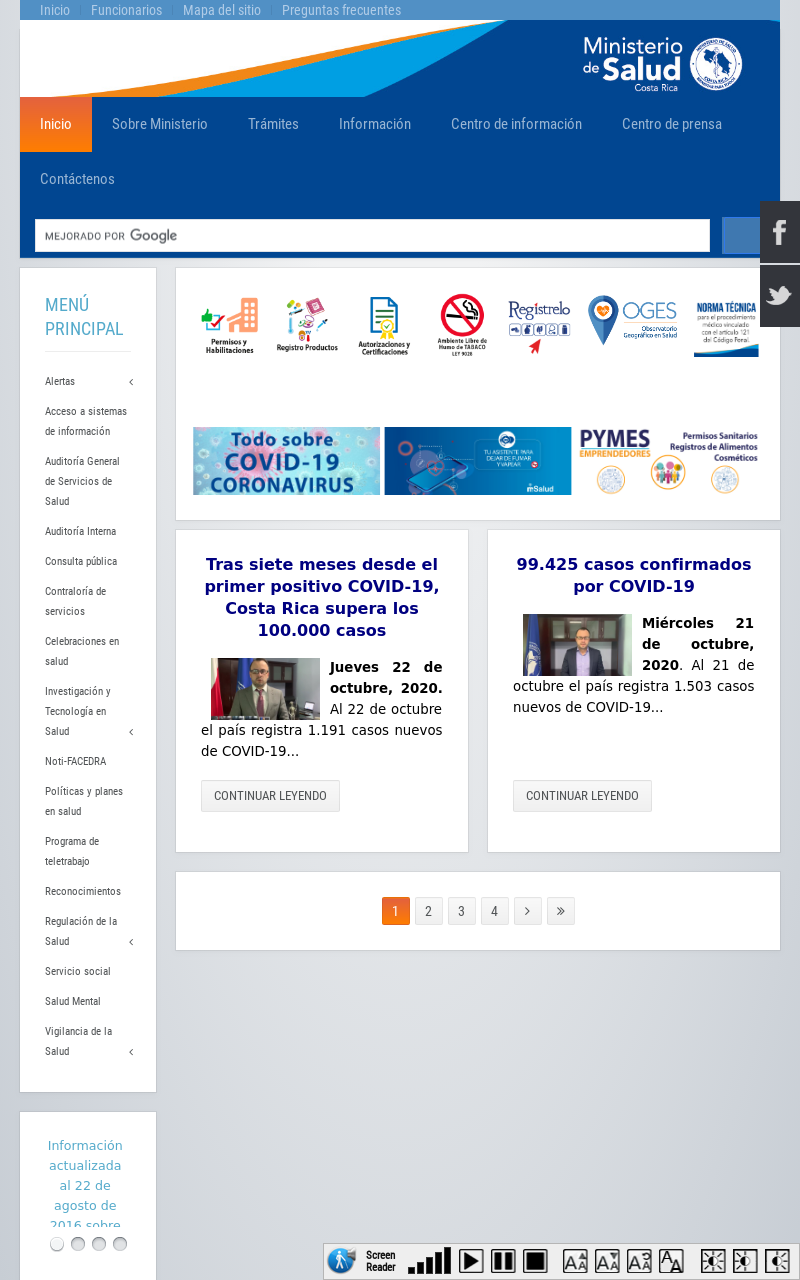 Inicio Funcionarios Mapa del sitio Preguntas frecuentes
Ministerio
de Salud
Costa Rica
Inicio Sobre Ministerio Trámites Información Centro de información Centro de prensa
Contáctenos
MEJORADO POR Google
MENÚ
PRINCIPAL
Alertas
Acceso a sistemas
de información
Auditoría General
de Servicios de
Salud
Auditoría Interna
Consulta pública
Contraloría de
servicios
Celebraciones en
salud
Investigación y
Tecnología en
Salud
Noti-FACEDRA
Políticas y planes
en salud
Programa de
teletrabajo
Reconocimientos
Regulación de la
Salud
Servicio social
Salud Mental
Vigilancia de la
Salud
Información
actualizada
al 22 de
agosto de
2016 sobre
Permisos y
Habilitaciones
Registro Productos
Autorizaciones y
Certificaciones
Ambiente Libre de
Humo de TABACO
LEY 9028
Regístrelo
OGES
Observatorio
Geográfico en Salud
NORMA TÉCNICA
para el procedimiento
médico vinculado
con el artículo 121
del Código Penal.
Todo sobre
COVID-19
CORONAVIRUS
TU ASISTENTE PARA
DEJAR DE FUMAR
Y VAPEAR
mSalud
PYMES
EMPRENDEDORES
Permisos Sanitarios
Registros de Alimentos
Cosméticos
Tras siete meses desde el
primer positivo COVID-19,
Costa Rica supera los
100.000 casos
Jueves 22 de
octubre, 2020.
Al 22 de octubre
el país registra 1.191 casos nuevos
de COVID-19...
CONTINUAR LEYENDO
99.425 casos confirmados
por COVID-19
Miércoles 21
de octubre,
2020. Al 21 de
octubre el país registra 1.503 casos
nuevos de COVID-19...
CONTINUAR LEYENDO
1 2 3 4 › »
Screen
Reader